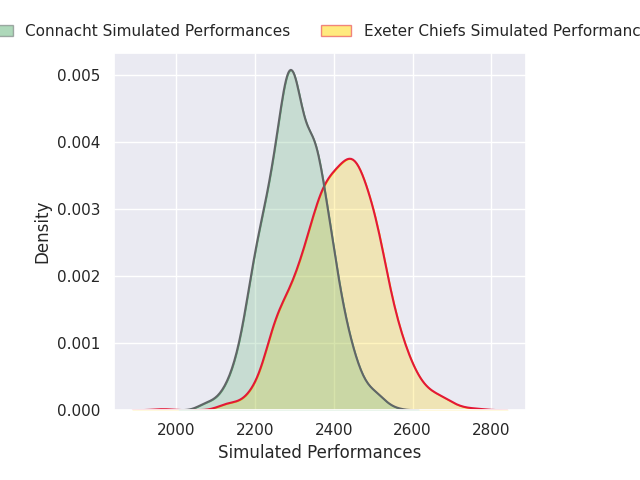 Connacht Simulated Performances
Exeter Chiefs Simulated Performanc
0.005
0.004
0.003
0.002
0.001
0.000
Density
2000 2200 2400 2600 2800
Simulated Performances